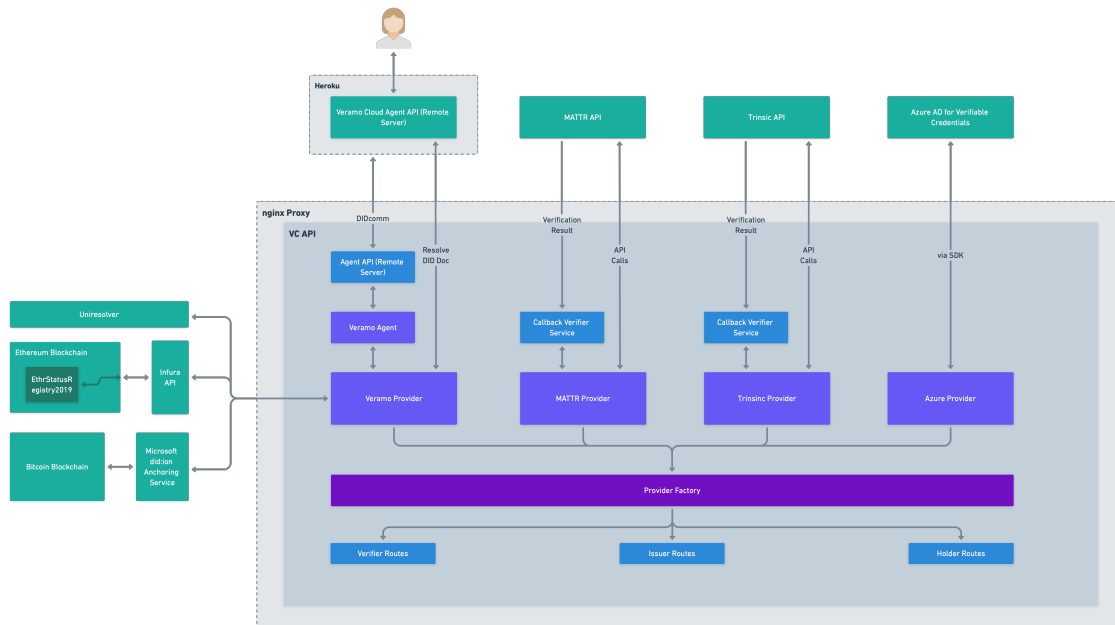 Heroku
Veramo Cloud Agent API (Remote
Server)
MATTR API
Trinsic API
Azure AD for Verifiable
Credentials
nginx Proxy
VC API
DIDcomm
Resolve
DID Doc
Verification
Result
API
Calls
Verification
Result
API
Calls
via SDK
Agent API (Remote
Server)
Veramo Agent
Callback Verifier
Service
Callback Verifier
Service
Uniresolver
Ethereum Blockchain
EthrStatusR
egistry2019
Infura
API
Bitcoin Blockchain
Microsoft
did:ion
Anchoring
Service
Veramo Provider
MATTR Provider
Trinsinc Provider
Azure Provider
Provider Factory
Verifier Routes
Issuer Routes
Holder Routes